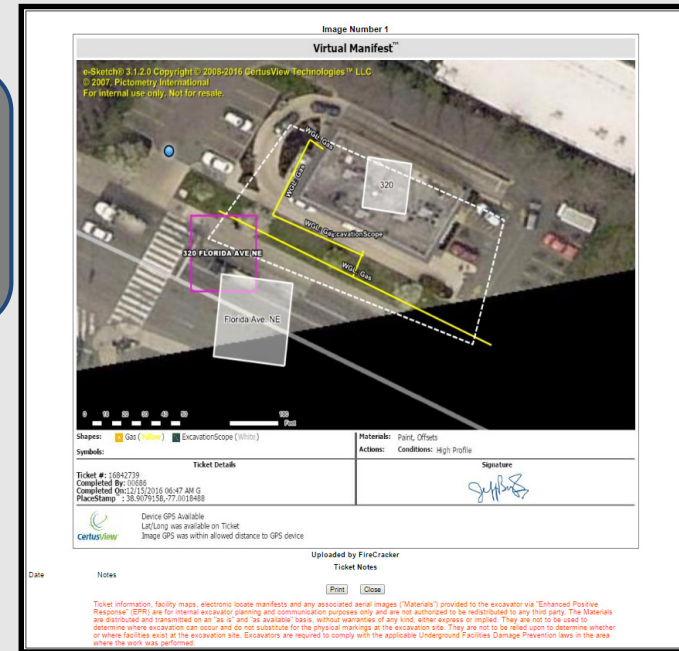 Image Number 1
Virtual Manifest™
e-Sketch® 3.1.2.0 Copyright © 2008-2016 CertusView Technologies™ LLC
© 2007, Pictometry International
For internal use only. Not for resale.
WGL: Gas
WGL: Gas
320
WGL: Gas
cavationScope
WGL: Gas
320 FLORIDA AVE NE
Florida Ave. NE
0 10 20 30 40 50 100
Feet
Shapes: Gas (Yellow) ExcavationScope (White)
Symbols:
Materials: Paint, Offsets
Actions: Conditions: High Profile
Ticket Details
Ticket #: 16842739
Completed By: 00686
Completed On:12/15/2016 06:47 AM G
PlaceStamp™: 38.9079158,-77.0018488
Signature
certusView
Device GPS Available
Lat/Long was available on Ticket
Image GPS was within allowed distance to GPS device
Uploaded by FireCracker
Ticket Notes
Date Notes
Print Close
Ticket information, facility maps, electronic locate manifests and any associated aerial images ("Materials") provided to the excavator via "Enhanced Positive
Response" (EPR) are for internal excavator planning and communication purposes only and are not authorized to be redistributed to any third party. The Materials
are distributed and transmitted on an "as is" and "as available" basis, without warranties of any kind, either express or implied. They are not to be used to
determine where excavation can occur and do not substitute for the physical markings at the excavation site. They are not to be relied upon to determine whether
or where facilities exist at the excavation site. Excavators are required to comply with the applicable Underground Facilities Damage Prevention laws in the area
where the work was performed.